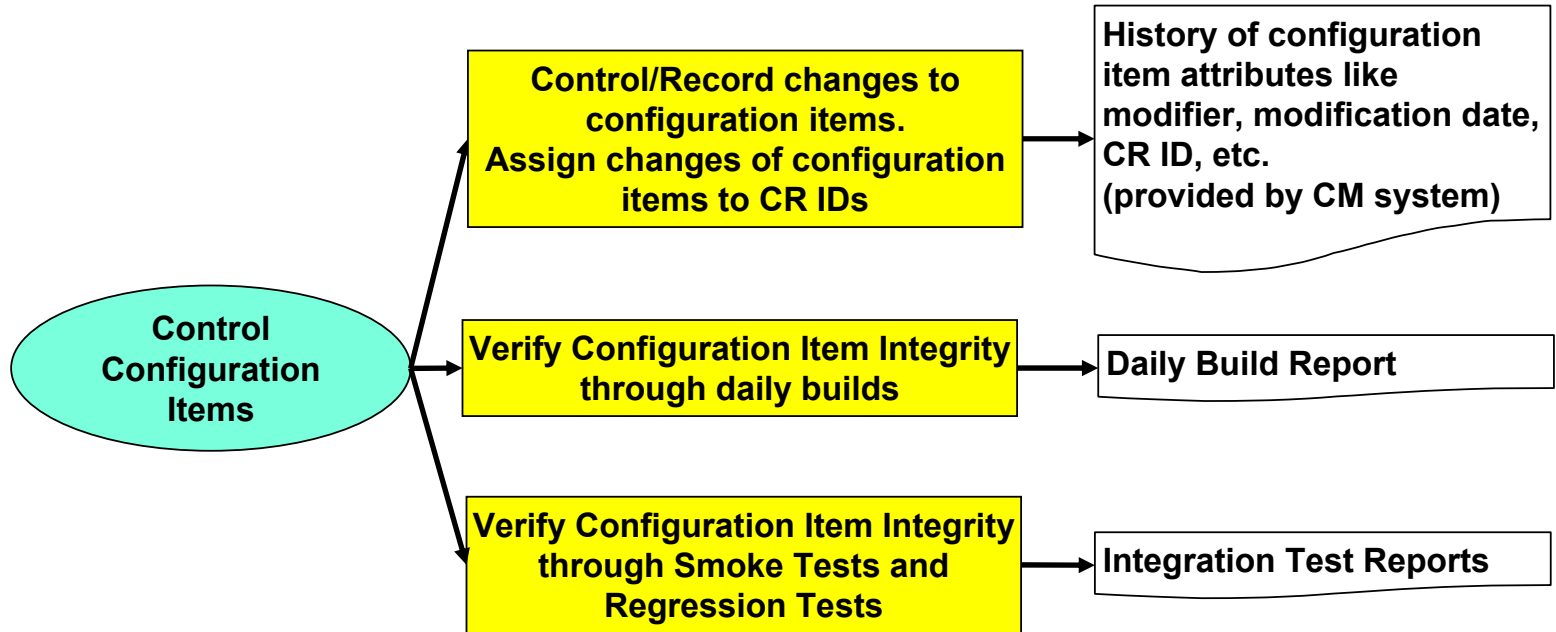 Control
Configuration
Items
Control/Record changes to
configuration items.
Assign changes of configuration
items to CR IDs
History of configuration
item attributes like
modifier, modification date,
CR ID, etc.
(provided by CM system)
Verify Configuration Item Integrity
through daily builds
Daily Build Report
Verify Configuration Item Integrity
through Smoke Tests and
Regression Tests
Integration Test Reports